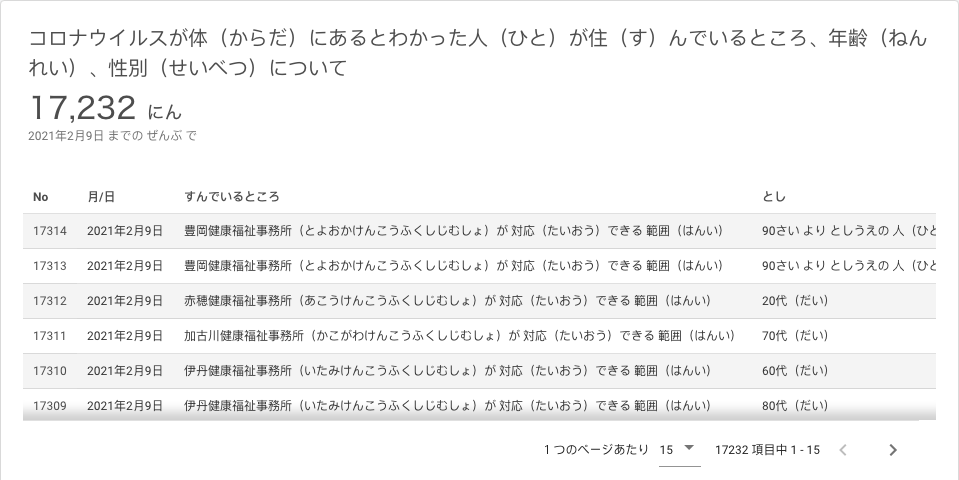 コロナウイルスが体（からだ）にあるとわかった人（ひと）が住（す）んでいるところ、年齢（ねん
れい）、性別（せいべつ）について
17,232 にん
2021年2月9日 までの ぜんぶ で
No 月/日 すんでいるところ とし
17314 2021年2月9日 豊岡健康福祉事務所（とよおかけんこうふくしじむしょ）が 対応（たいおう）できる 範囲（はんい） 90さい より としうえの 人（ひと
17313 2021年2月9日 豊岡健康福祉事務所（とよおかけんこうふくしじむしょ）が 対応（たいおう）できる 範囲（はんい） 90さい より としうえの 人（ひと
17312 2021年2月9日 赤穂健康福祉事務所（あこうけんこうふくしじむしょ）が 対応（たいおう）できる 範囲（はんい） 20代（だい）
17311 2021年2月9日 加古川健康福祉事務所（かこがわけんこうふくしじむしょ）が 対応（たいおう）できる 範囲（はんい） 70代（だい）
17310 2021年2月9日 伊丹健康福祉事務所（いたみけんこうふくしじむしょ）が 対応（たいおう）できる 範囲（はんい） 60代（だい）
17309 2021年2月9日 伊丹健康福祉事務所（いたみけんこうふくしじむしょ）が 対応（たいおう）できる 範囲（はんい） 80代（だい）
1 つのページあたり 15 17232 項目中 1 - 15